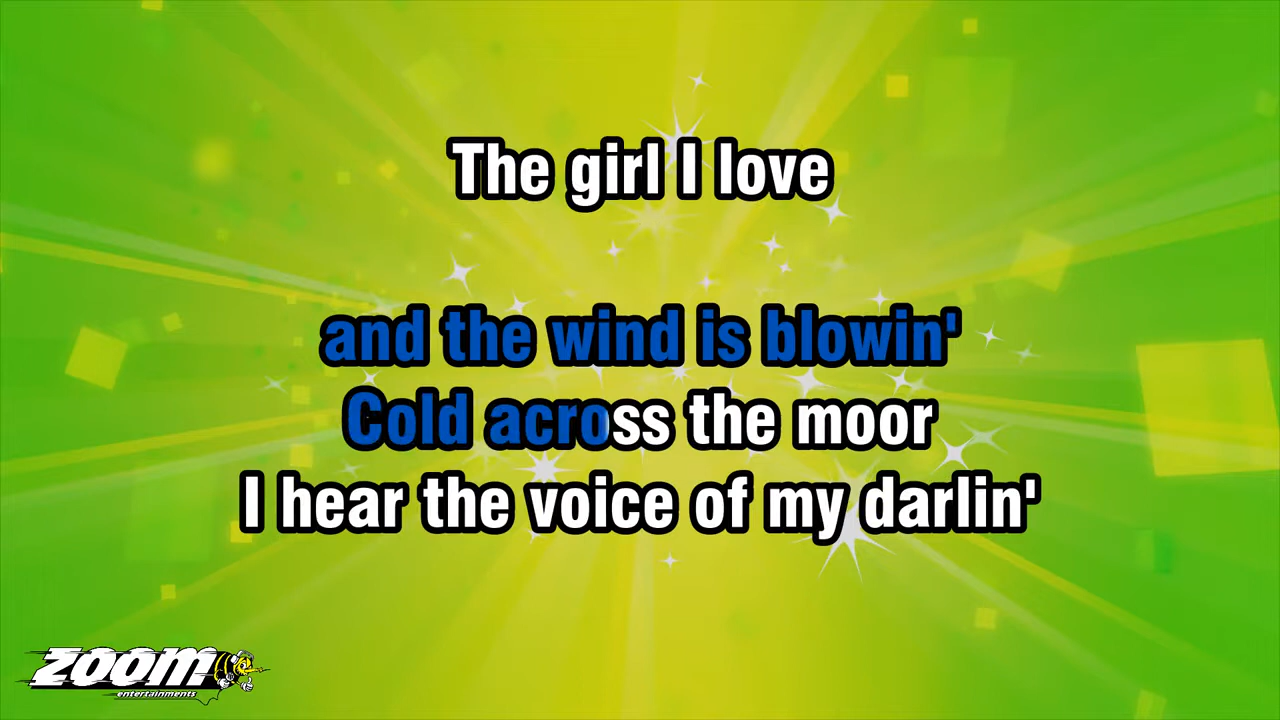 The girl I love
and the wind is blowin'
Cold across the moor
I hear the voice of my darlin'
ZOOM
entertainments